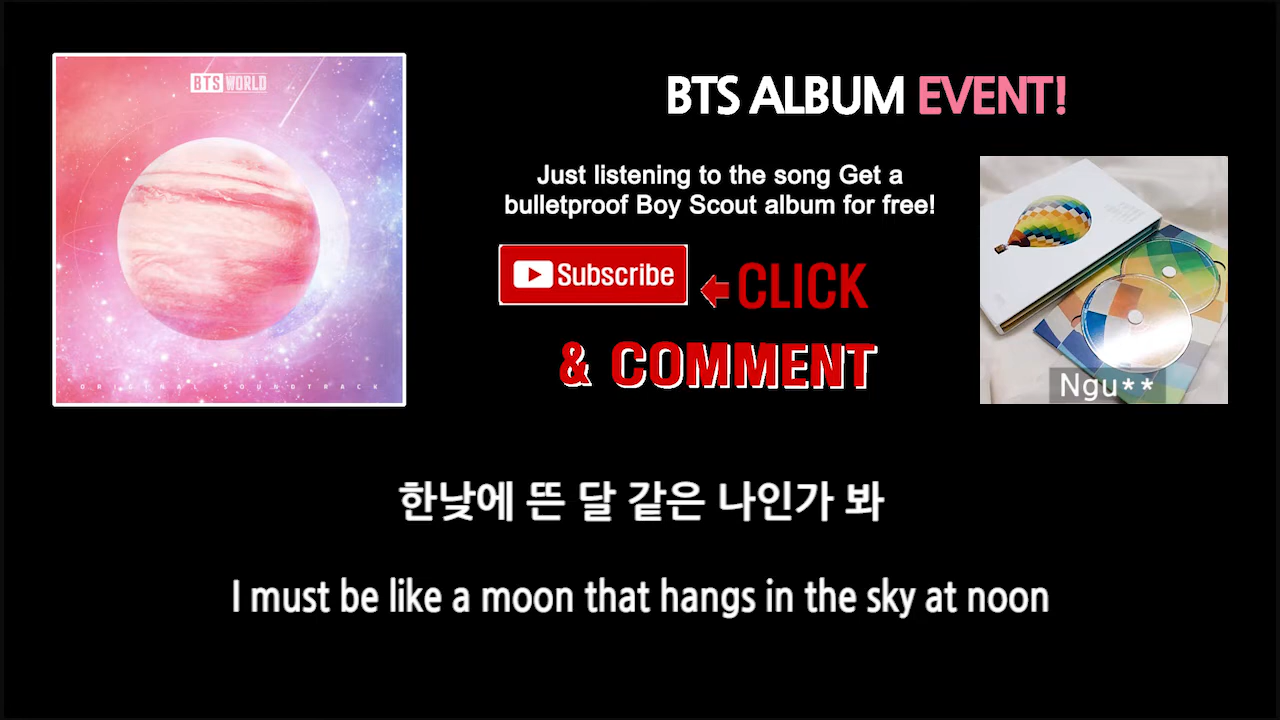 BTS WORLD
ORIGINAL SOUNDTRACK
BTS ALBUM EVENT!
Just listening to the song Get a
bulletproof Boy Scout album for free!
Subscribe
CLICK
& COMMENT
Ngu**
한낮에 뜬 달 같은 나인가 봐
I must be like a moon that hangs in the sky at noon